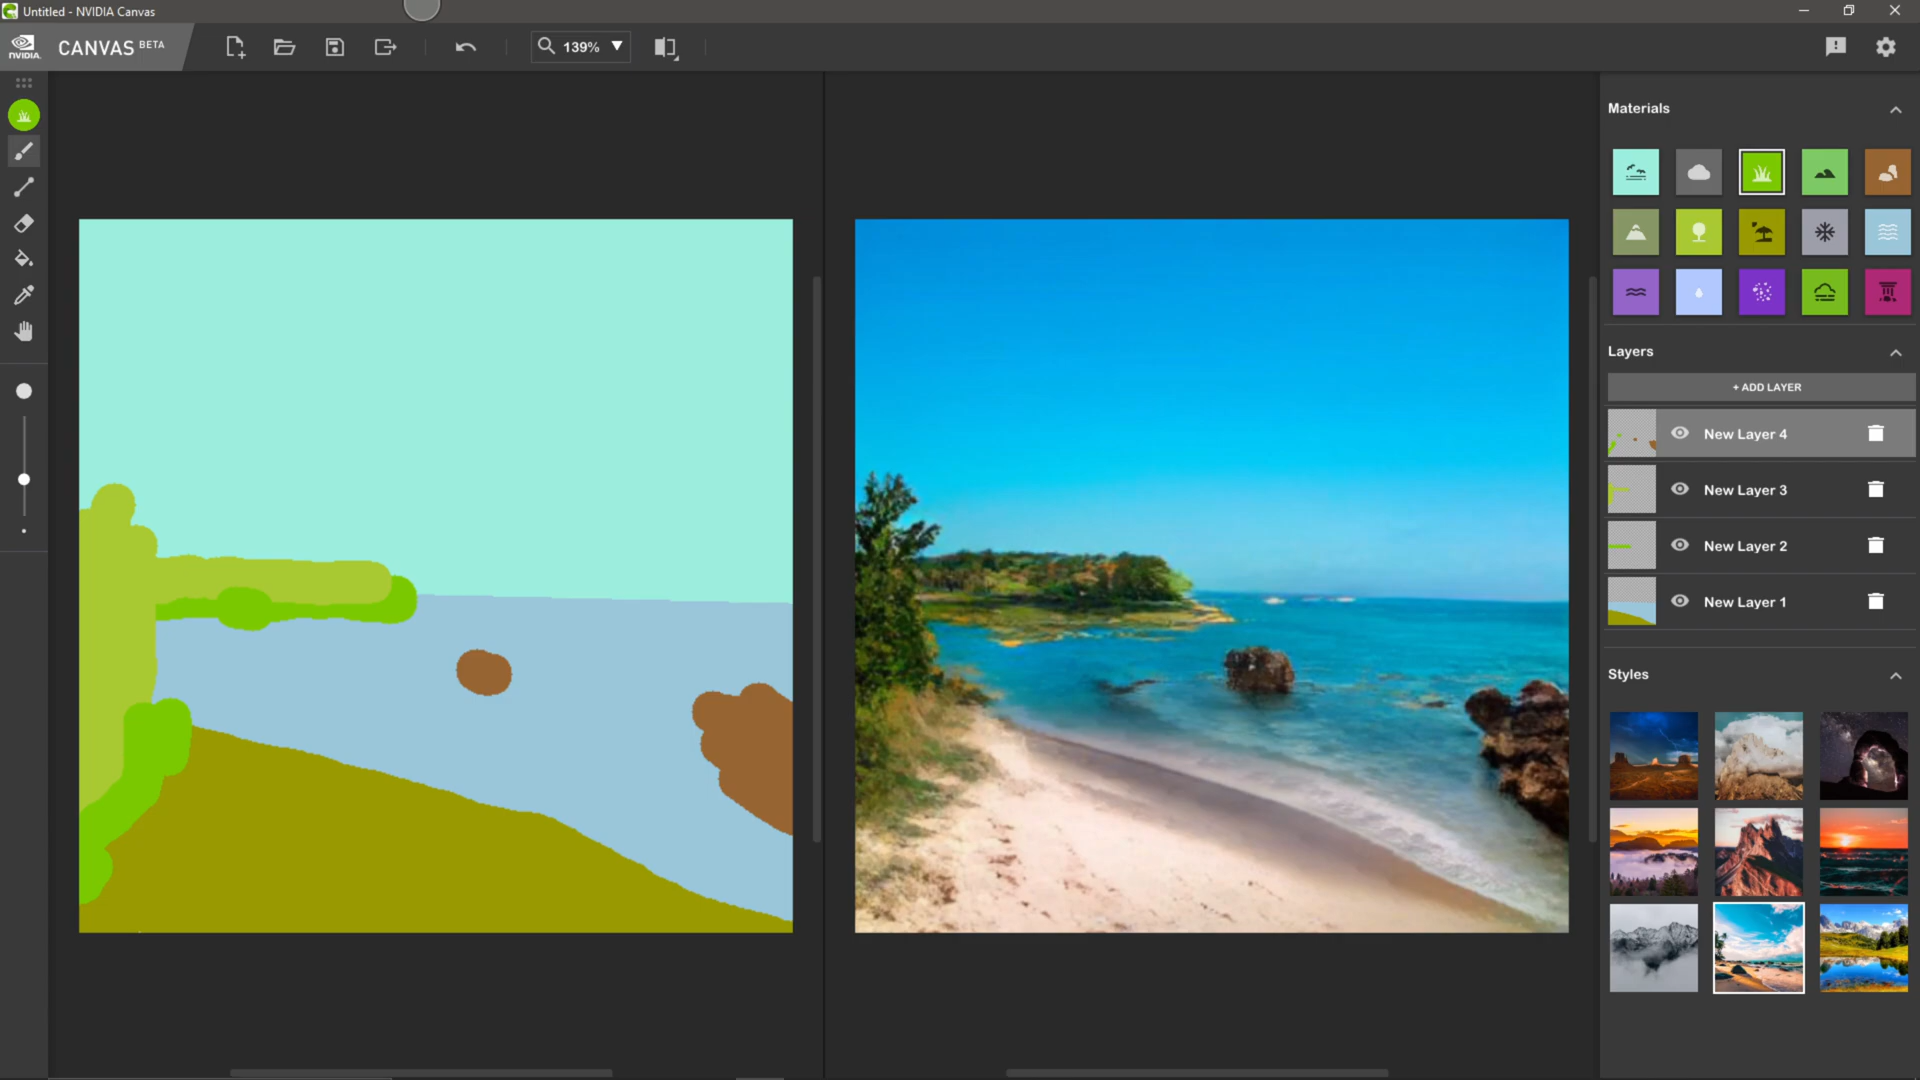 Untitled - NVIDIA Canvas
NVIDIA.
CANVAS BETA
139%
Materials
Layers
+ ADD LAYER
New Layer 4
New Layer 3
New Layer 2
New Layer 1
Styles